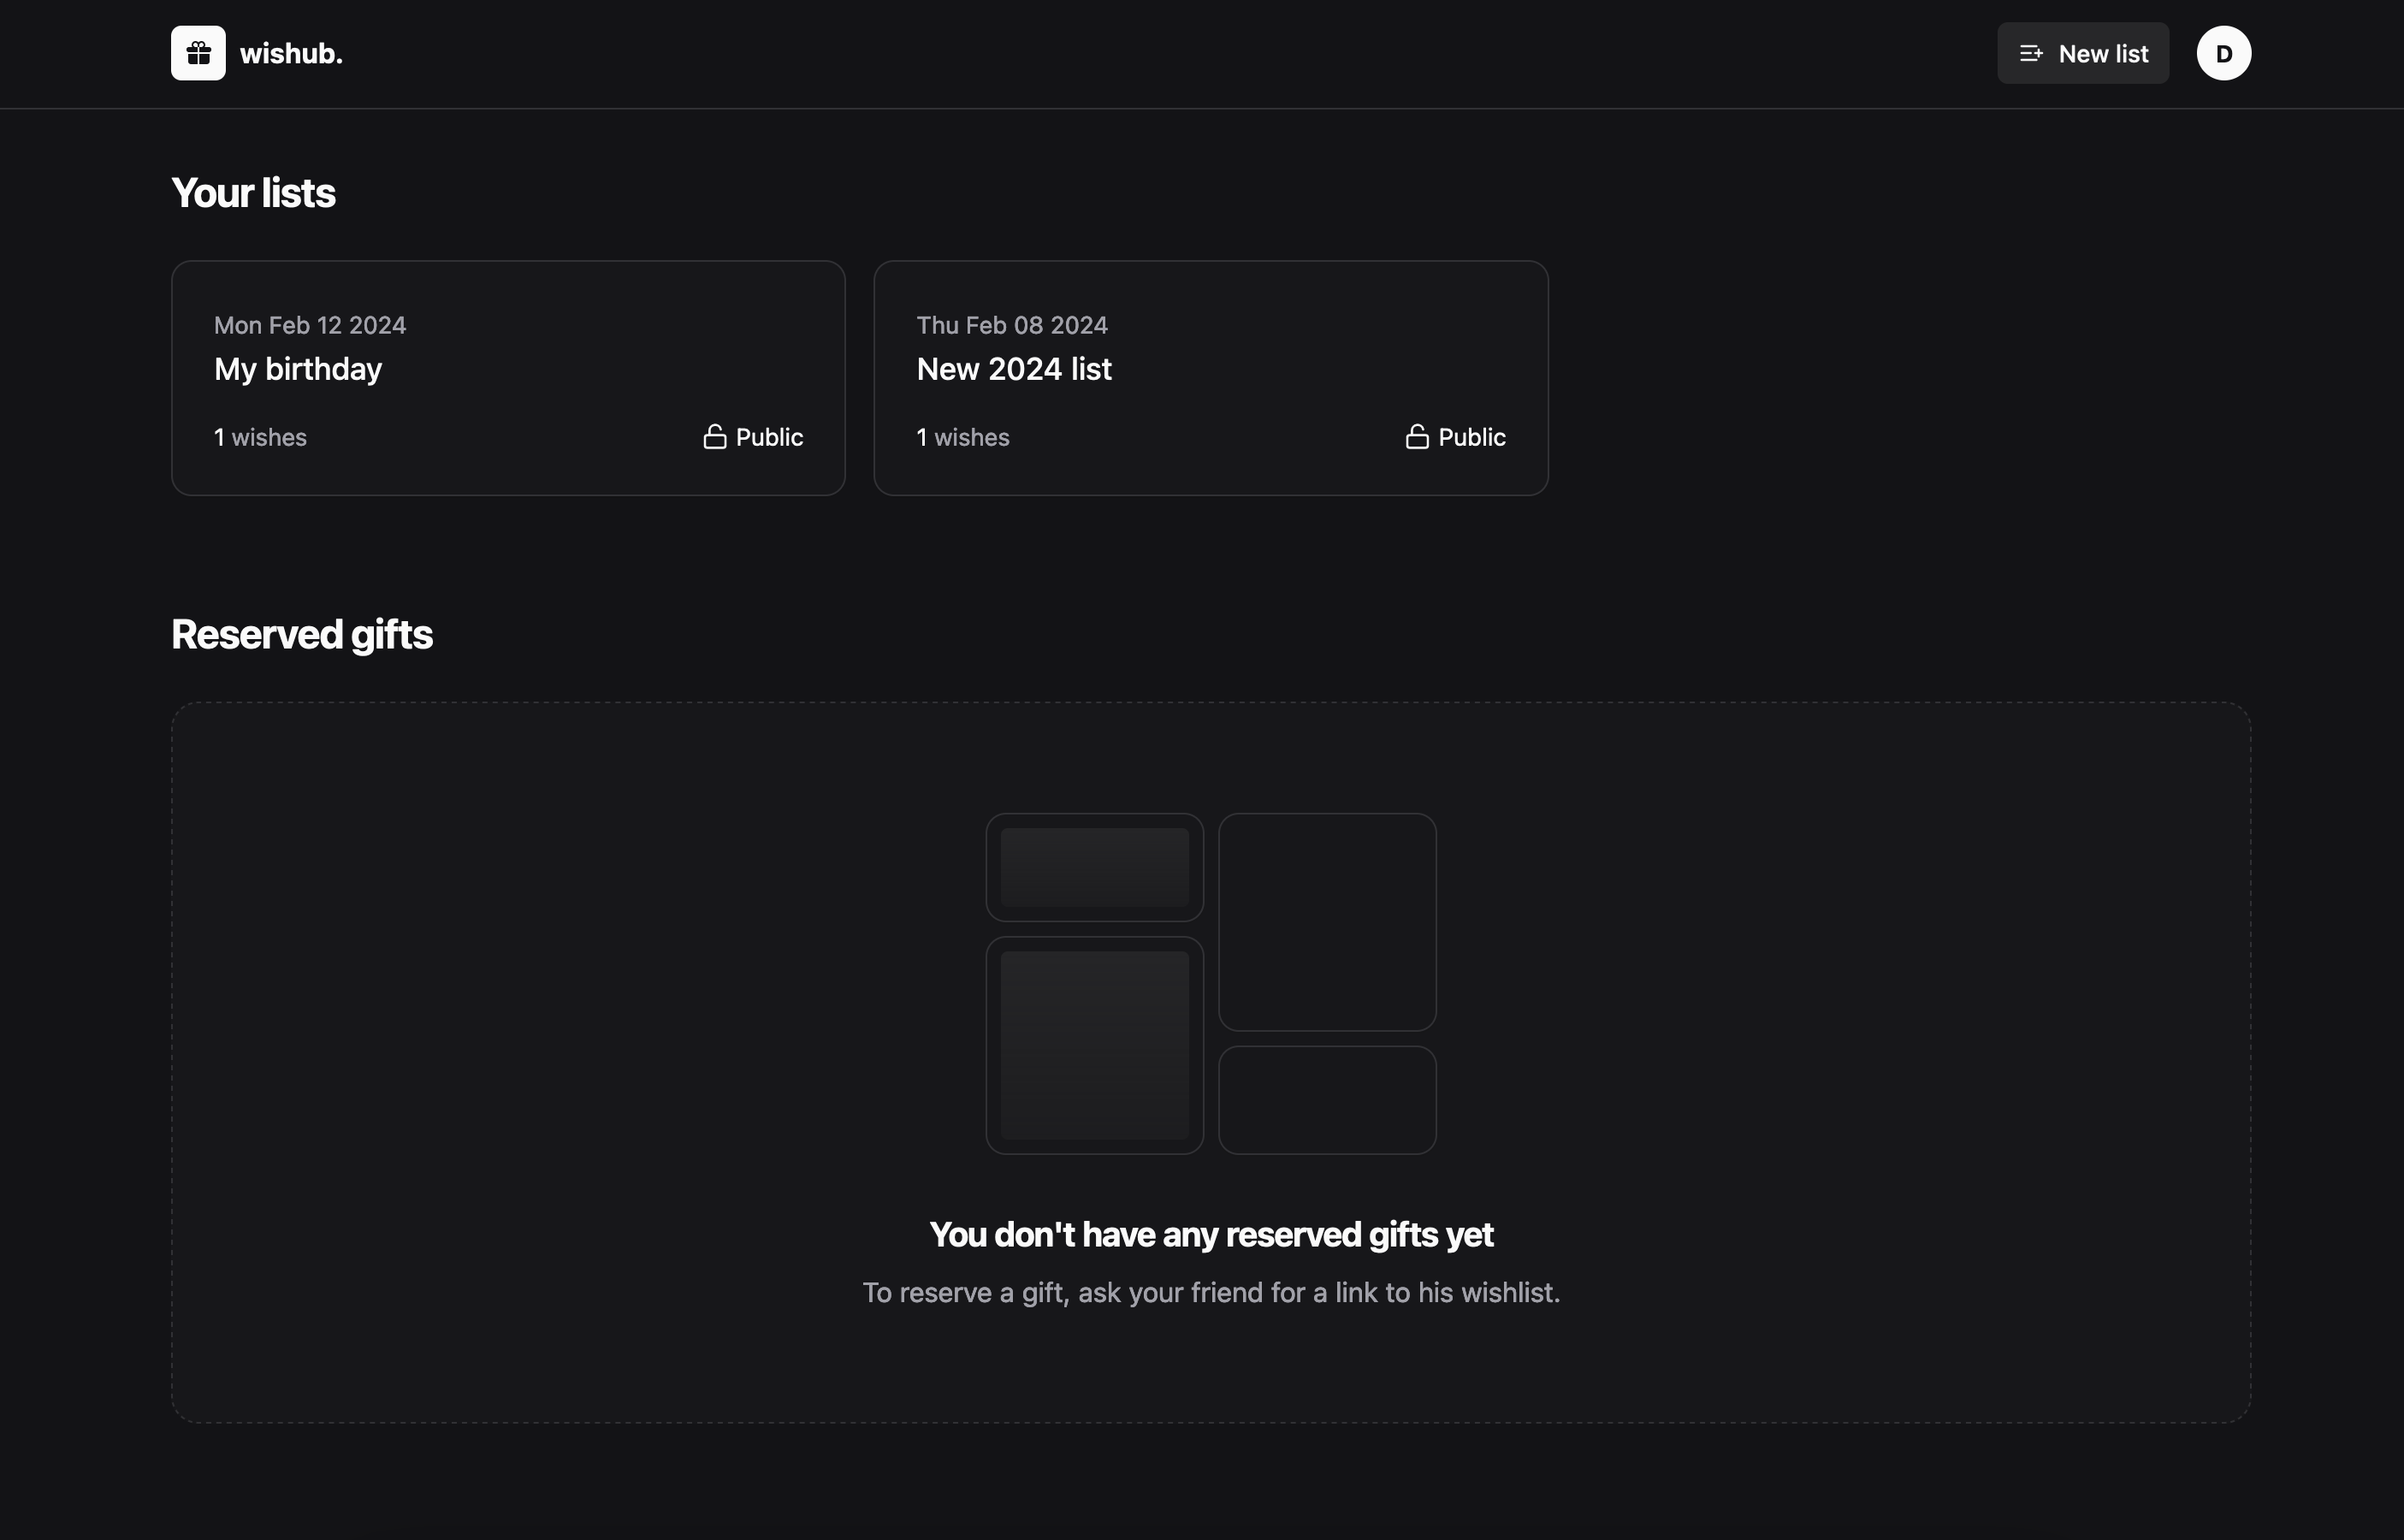 wishub.
New list
D
Your lists
Mon Feb 12 2024
My birthday
1 wishes
Public
Thu Feb 08 2024
New 2024 list
1 wishes
Public
Reserved gifts
You don't have any reserved gifts yet
To reserve a gift, ask your friend for a link to his wishlist.